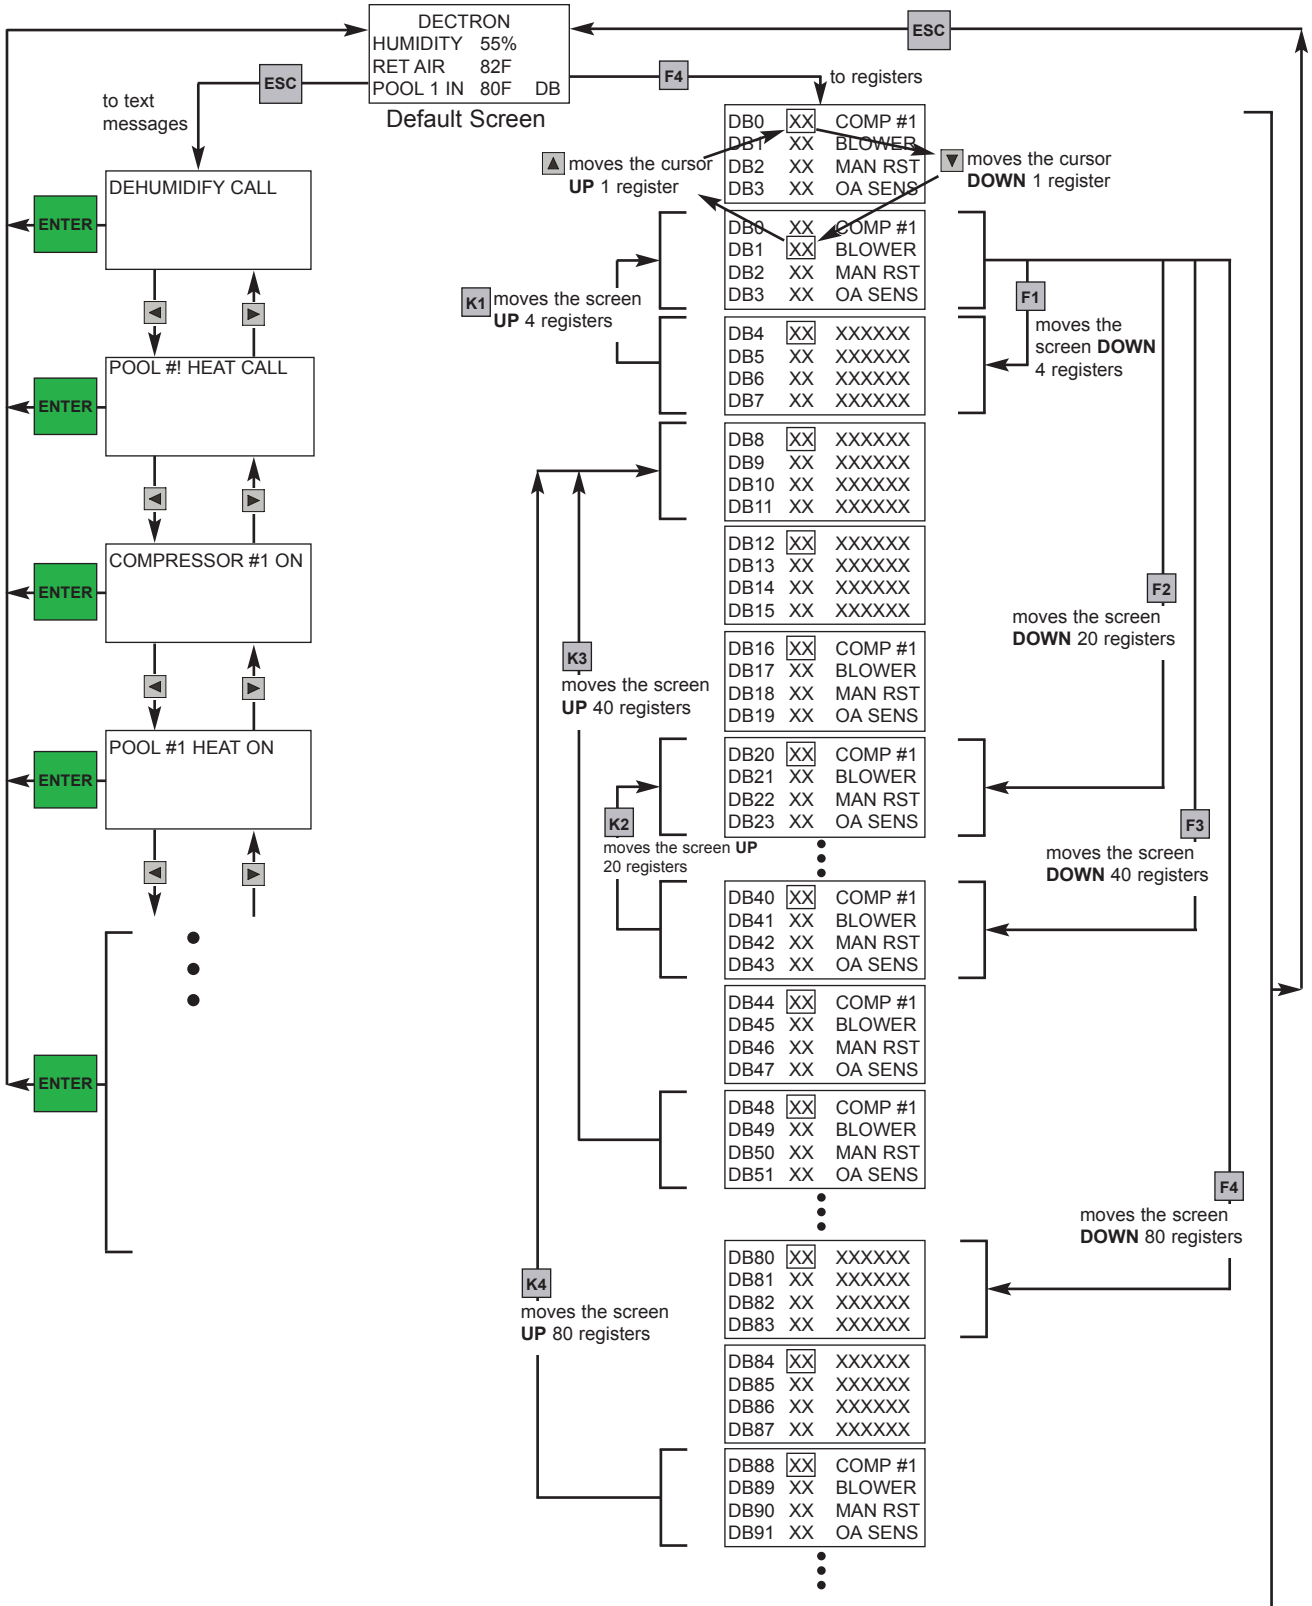 DECTRON
HUMIDITY 55%
RET AIR 82F
POOL 1 IN 80F DB
Default Screen
ESC
ESC
F4
to registers
to text
messages
DEHUMIDIFY CALL
ENTER
POOL #! HEAT CALL
ENTER
COMPRESSOR #1 ON
ENTER
POOL #1 HEAT ON
ENTER
ENTER
DB0 XX COMP #1
DB1 XX BLOWER
DB2 XX MAN RST
DB3 XX OA SENS
▲ moves the cursor
UP 1 register
▼ moves the cursor
DOWN 1 register
DB0 XX COMP #1
DB1 XX BLOWER
DB2 XX MAN RST
DB3 XX OA SENS
K1 moves the screen
UP 4 registers
F1
moves the
screen DOWN
4 registers
DB4 XX XXXXXX
DB5 XX XXXXXX
DB6 XX XXXXXX
DB7 XX XXXXXX
DB8 XX XXXXXX
DB9 XX XXXXXX
DB10 XX XXXXXX
DB11 XX XXXXXX
DB12 XX XXXXXX
DB13 XX XXXXXX
DB14 XX XXXXXX
DB15 XX XXXXXX
F2
moves the screen
DOWN 20 registers
K3
moves the screen
UP 40 registers
DB16 XX COMP #1
DB17 XX BLOWER
DB18 XX MAN RST
DB19 XX OA SENS
DB20 XX COMP #1
DB21 XX BLOWER
DB22 XX MAN RST
DB23 XX OA SENS
K2
moves the screen UP
20 registers
F3
moves the screen
DOWN 40 registers
DB40 XX COMP #1
DB41 XX BLOWER
DB42 XX MAN RST
DB43 XX OA SENS
DB44 XX COMP #1
DB45 XX BLOWER
DB46 XX MAN RST
DB47 XX OA SENS
DB48 XX COMP #1
DB49 XX BLOWER
DB50 XX MAN RST
DB51 XX OA SENS
F4
moves the screen
DOWN 80 registers
K4
moves the screen
UP 80 registers
DB80 XX XXXXXX
DB81 XX XXXXXX
DB82 XX XXXXXX
DB83 XX XXXXXX
DB84 XX XXXXXX
DB85 XX XXXXXX
DB86 XX XXXXXX
DB87 XX XXXXXX
DB88 XX COMP #1
DB89 XX BLOWER
DB90 XX MAN RST
DB91 XX OA SENS